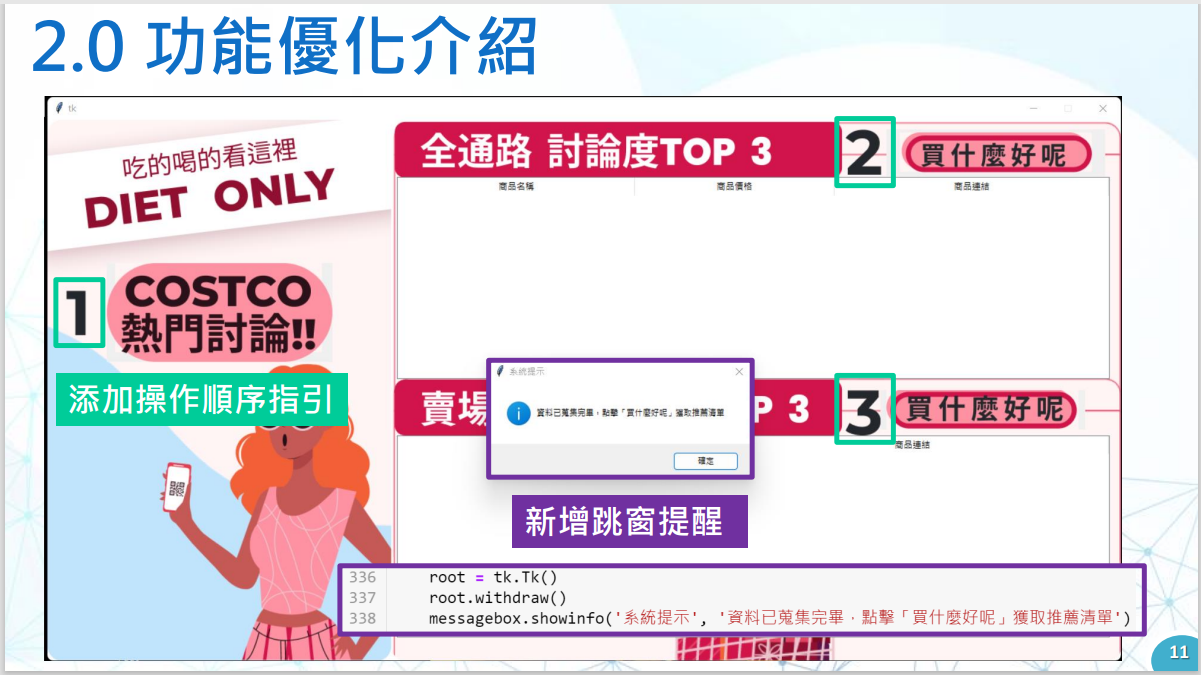 2.0 功能優化介紹
tk
吃的喝的看這裡
DIET ONLY
全通路 討論度TOP 3
2
買什麼好呢
商品名稱 商品價格 商品連結
1
COSTCO
熱門討論!!
添加操作順序指引
系統提示
資料已蒐集完畢，點擊「買什麼好呢」獲取推薦清單
確定
賣場
P 3
3
買什麼好呢
商品連結
新增跳窗提醒
336 root = tk.Tk()
337 root.withdraw()
338 messagebox.showinfo('系統提示', '資料已蒐集完畢，點擊「買什麼好呢」獲取推薦清單')
11